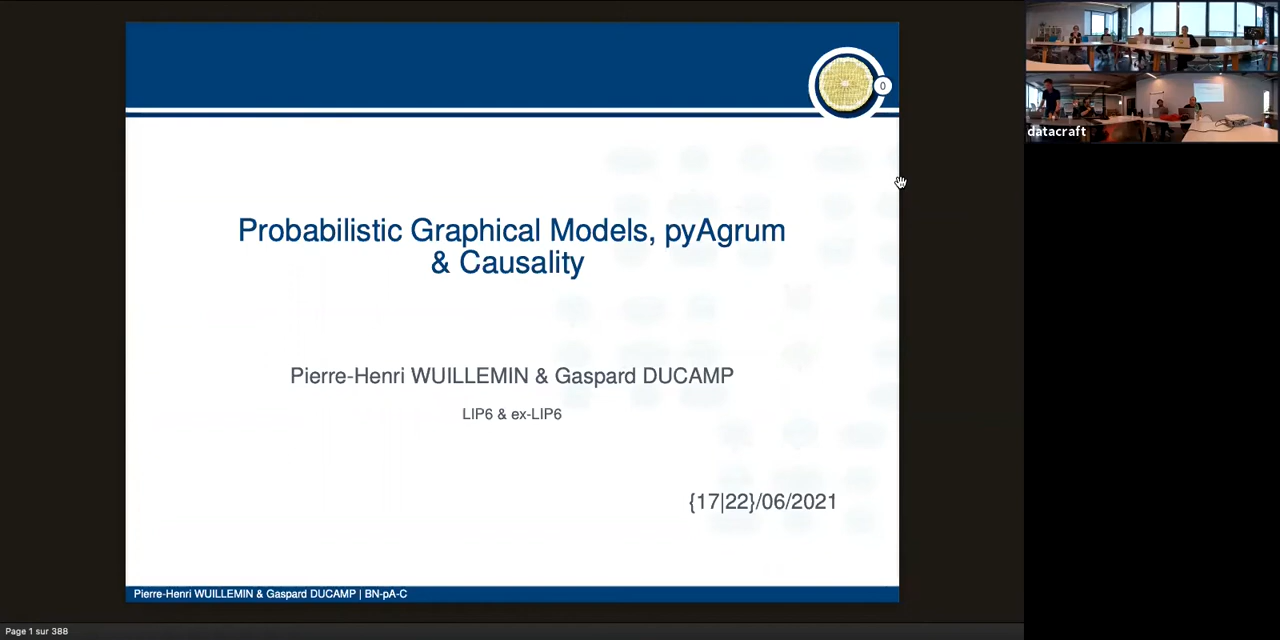 0
Probabilistic Graphical Models, pyAgrum
& Causality
Pierre-Henri WUILLEMIN & Gaspard DUCAMP
LIP6 & ex-LIP6
{17|22}/06/2021
Pierre-Henri WUILLEMIN & Gaspard DUCAMP | BN-pA-C
Page 1 sur 388
datacraft